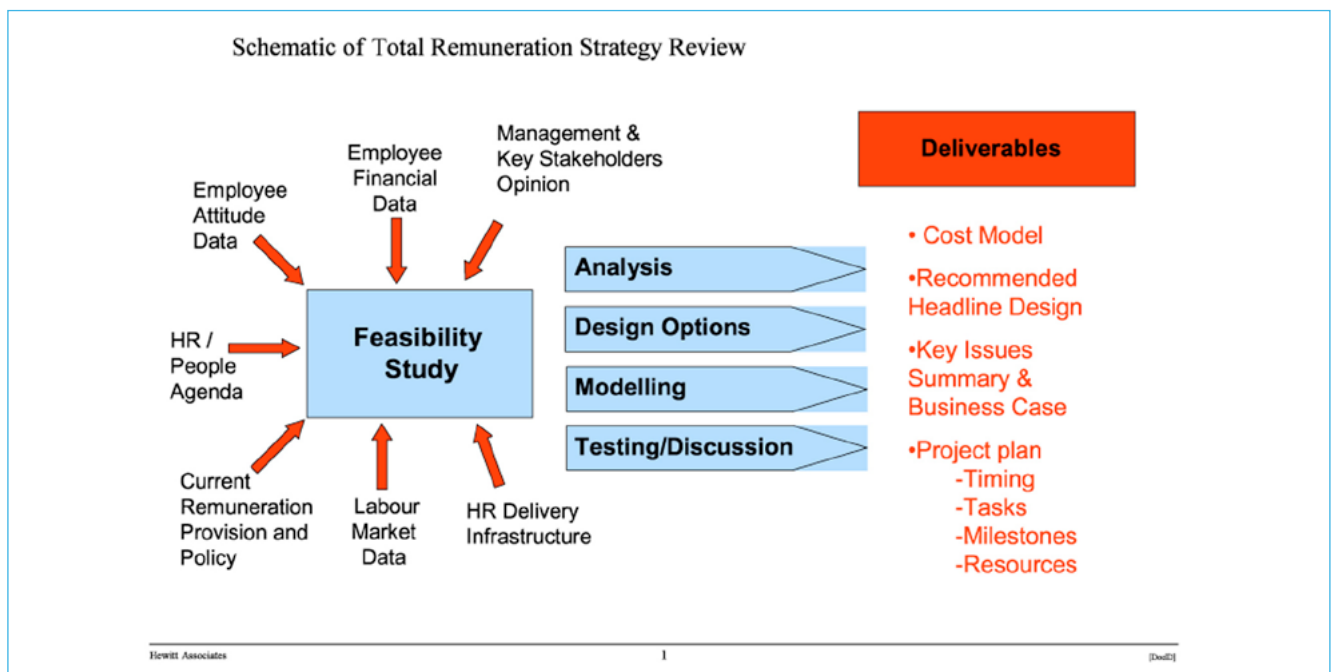 Schematic of Total Remuneration Strategy Review
Employee
Attitude
Data
Employee
Financial
Data
Management &
Key Stakeholders
Opinion
HR /
People
Agenda
Feasibility
Study
Current
Remuneration
Provision and
Policy
Labour
Market
Data
HR Delivery
Infrastructure
Analysis
Design Options
Modelling
Testing/Discussion
Deliverables
• Cost Model
•Recommended
Headline Design
•Key Issues
Summary &
Business Case
•Project plan
-Timing
-Tasks
-Milestones
-Resources
Hewitt Associates
1
[DocID]